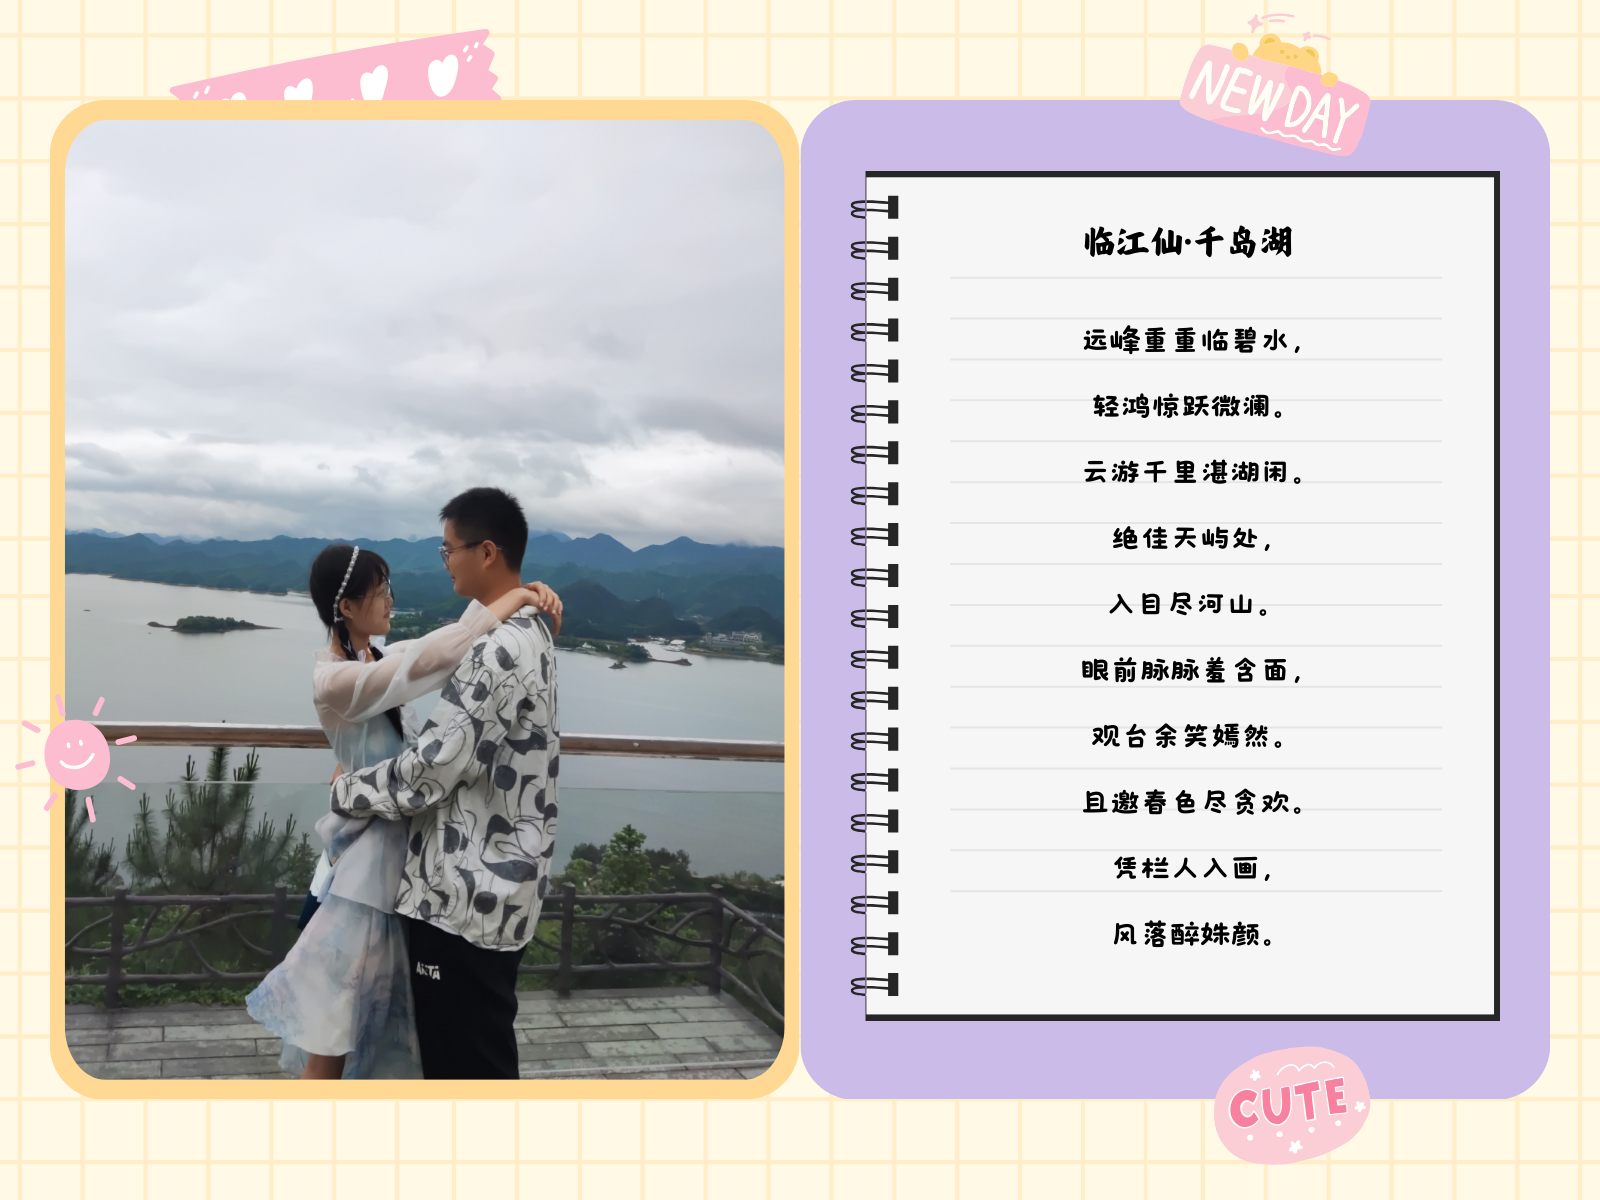 NEW DAY
临江仙·千岛湖
远峰重重临碧水，
轻鸿惊跃微澜。
云游千里湛湖闲。
绝佳天屿处，
入目尽河山。
眼前脉脉羞含面，
观台余笑嫣然。
且邀春色尽贪欢。
凭栏人入画，
风落醉姝颜。
CUTE